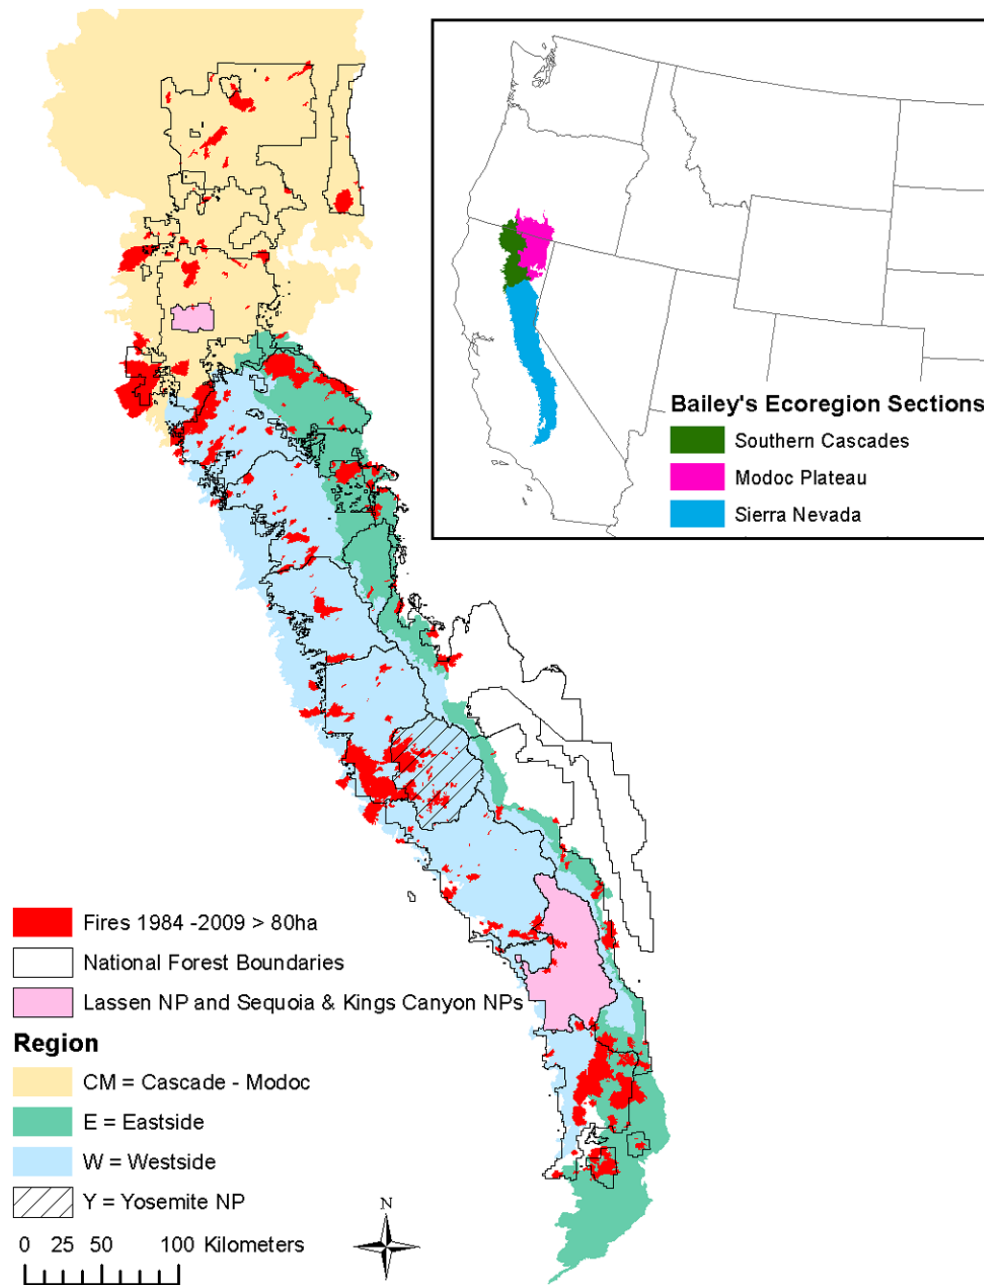 Bailey's Ecoregion Sections
Southern Cascades
Modoc Plateau
Sierra Nevada
Fires 1984 -2009 > 80ha
National Forest Boundaries
Lassen NP and Sequoia & Kings Canyon NPs
Region
CM = Cascade - Modoc
E = Eastside
W = Westside
Y = Yosemite NP
N
0 25 50 100 Kilometers